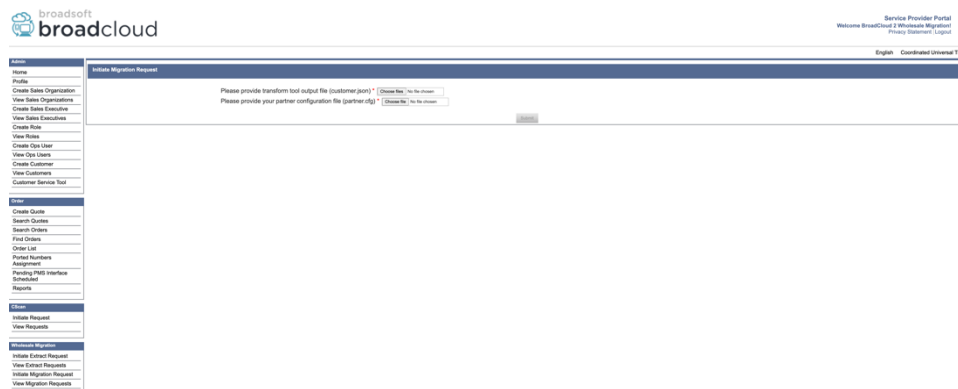 broadsoft
broadcloud
Service Provider Portal
Welcome BroadCloud 2 Wholesale Migration!
Privacy Statement Logout
English Coordinated Universal T
Admin
Home
Profile
Create Sales Organization
View Sales Organizations
Create Sales Executive
View Sales Executives
Create Role
View Roles
Create Ops User
View Ops Users
Create Customer
View Customers
Customer Service Tool
Order
Create Quote
Search Quotes
Search Orders
Find Orders
Order List
Ported Numbers
Assignment
Pending PMS Interface
Scheduled
Reports
CScan
Initiate Request
View Requests
Wholesale Migration
Initiate Extract Request
View Extract Requests
Initiate Migration Request
View Migration Requests
Initiate Migration Request
Please provide transform tool output file (customer.json) * Choose files No file chosen
Please provide your partner configuration file (partner.cfg) * Choose file No file chosen
Submit